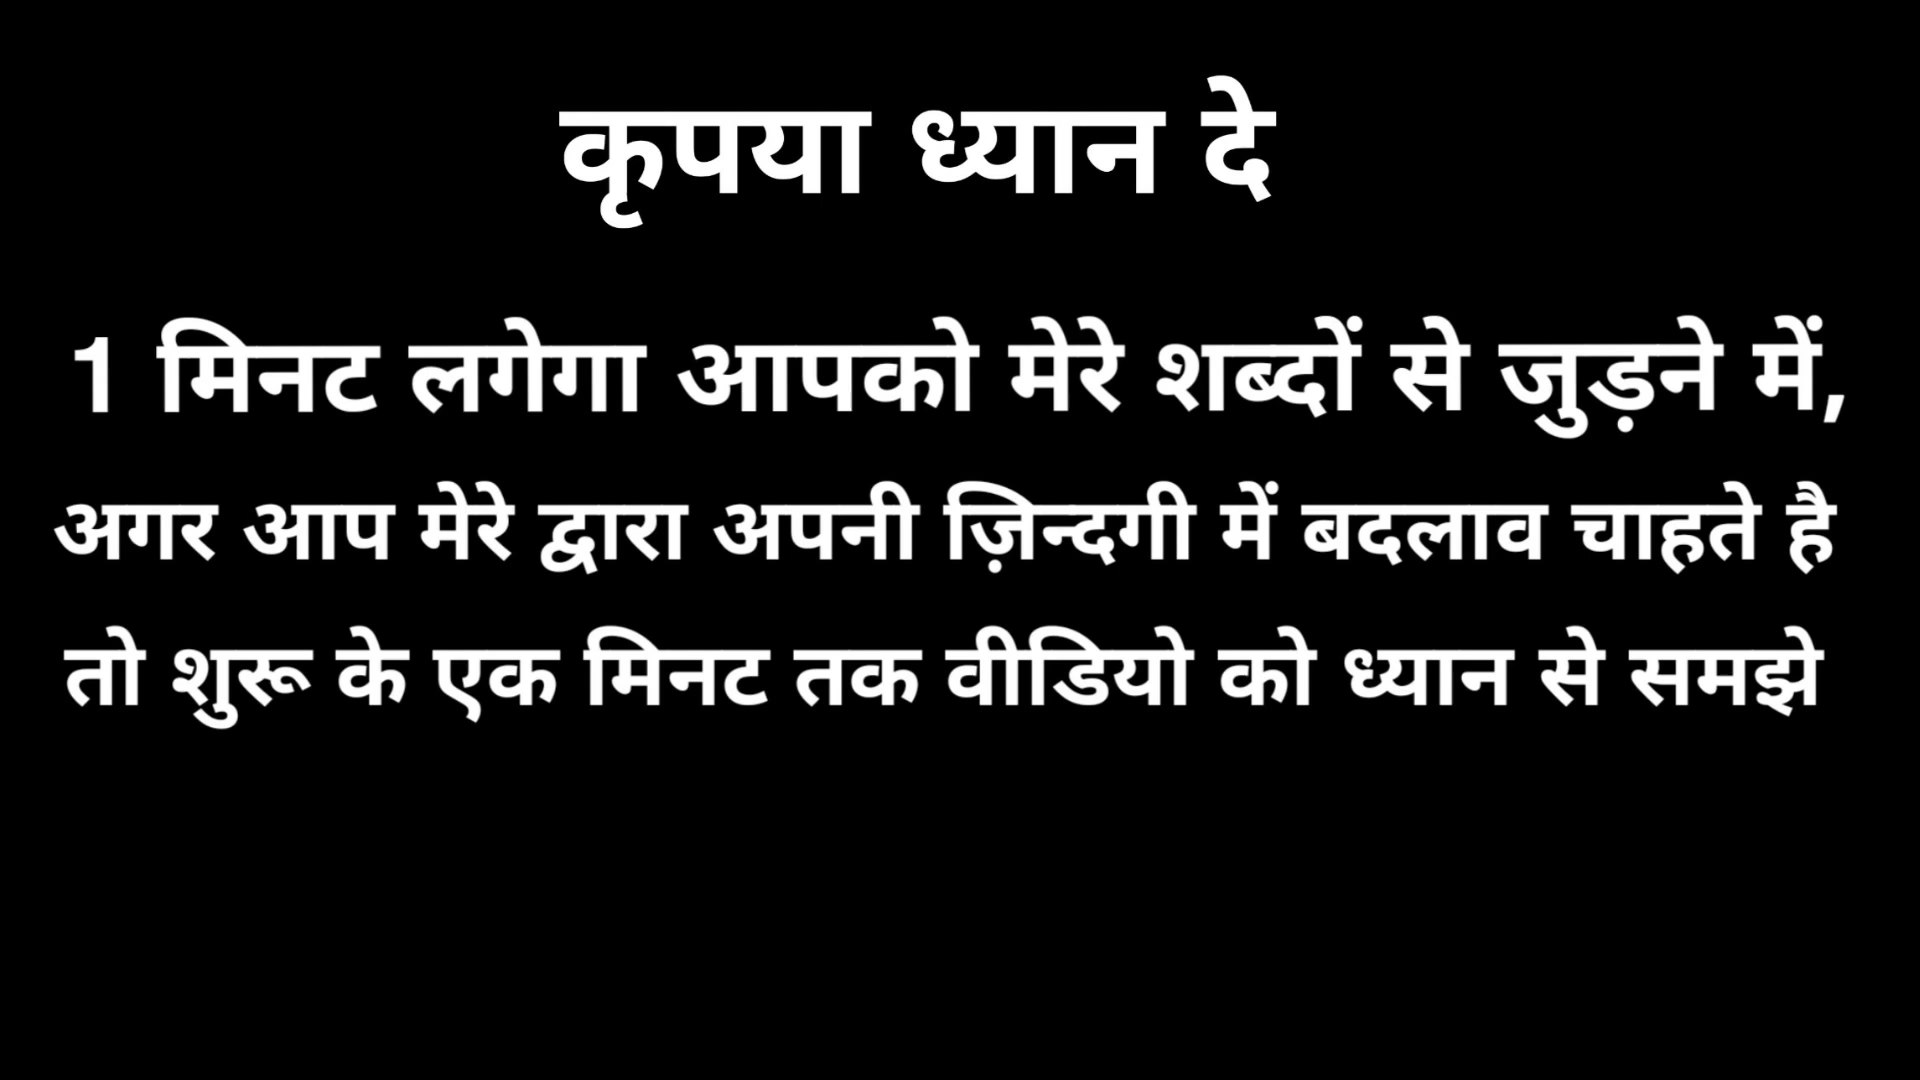 कृपया ध्यान दे
1 मिनट लगेगा आपको मेरे शब्दों से जुड़ने में,
अगर आप मेरे द्वारा अपनी ज़िन्दगी में बदलाव चाहते है
तो शुरू के एक मिनट तक वीडियो को ध्यान से समझे